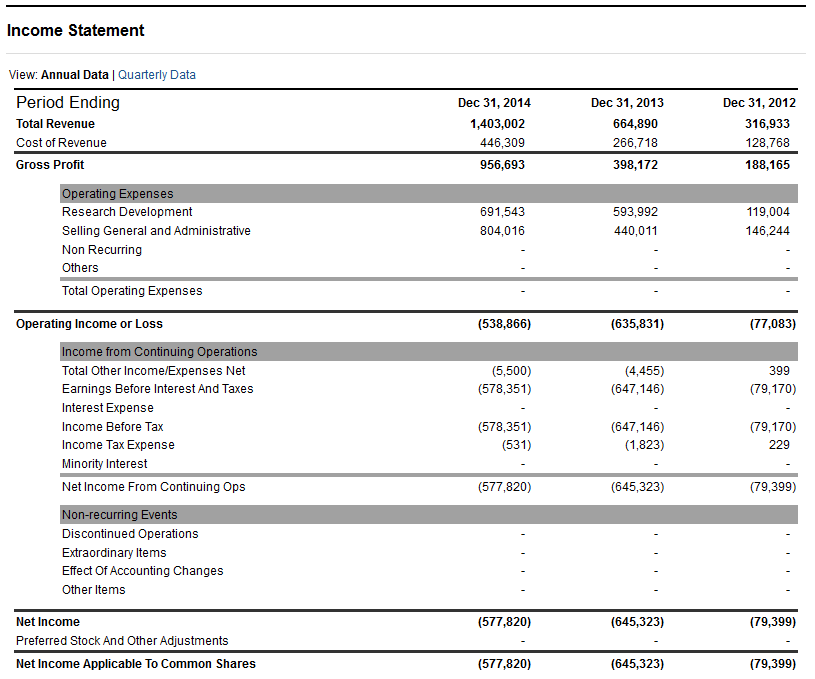 Income Statement
View: Annual Data | Quarterly Data
Period Ending Dec 31, 2014 Dec 31, 2013 Dec 31, 2012
Total Revenue 1,403,002 664,890 316,933
Cost of Revenue 446,309 266,718 128,768
Gross Profit 956,693 398,172 188,165
Operating Expenses
Research Development 691,543 593,992 119,004
Selling General and Administrative 804,016 440,011 146,244
Non Recurring - - -
Others - - -
Total Operating Expenses - - -
Operating Income or Loss (538,866) (635,831) (77,083)
Income from Continuing Operations
Total Other Income/Expenses Net (5,500) (4,455) 399
Earnings Before Interest And Taxes (578,351) (647,146) (79,170)
Interest Expense - - -
Income Before Tax (578,351) (647,146) (79,170)
Income Tax Expense (531) (1,823) 229
Minority Interest - - -
Net Income From Continuing Ops (577,820) (645,323) (79,399)
Non-recurring Events
Discontinued Operations - - -
Extraordinary Items - - -
Effect Of Accounting Changes - - -
Other Items - - -
Net Income (577,820) (645,323) (79,399)
Preferred Stock And Other Adjustments - - -
Net Income Applicable To Common Shares (577,820) (645,323) (79,399)